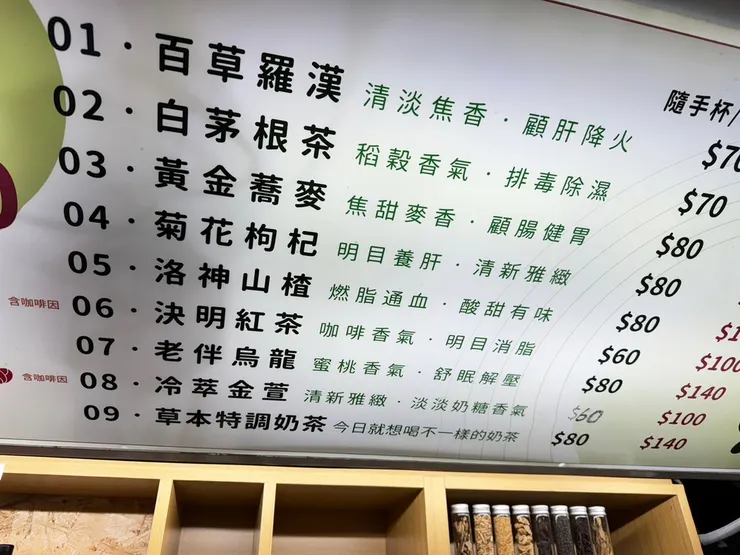 隨手杯/
01・百草羅漢 清淡焦香・顧肝降火 $70
02・白茅根茶 稻穀香氣・排毒除濕 $70
03・黃金蕎麥 焦甜麥香・顧腸健胃 $80
04・菊花枸杞 明目養肝・清新雅緻 $80
05・洛神山楂 燃脂通血・酸甜有味 $80
含咖啡因 06・決明紅茶 咖啡香氣・明目消脂 $60 $100
07・老伴烏龍 蜜桃香氣・舒眠解壓 $80 $140
含咖啡因 08・冷萃金萱 清新雅緻・淡淡奶糖香氣 $60 $100
09・草本特調奶茶 今日就想喝不一樣的奶茶 $80 $140